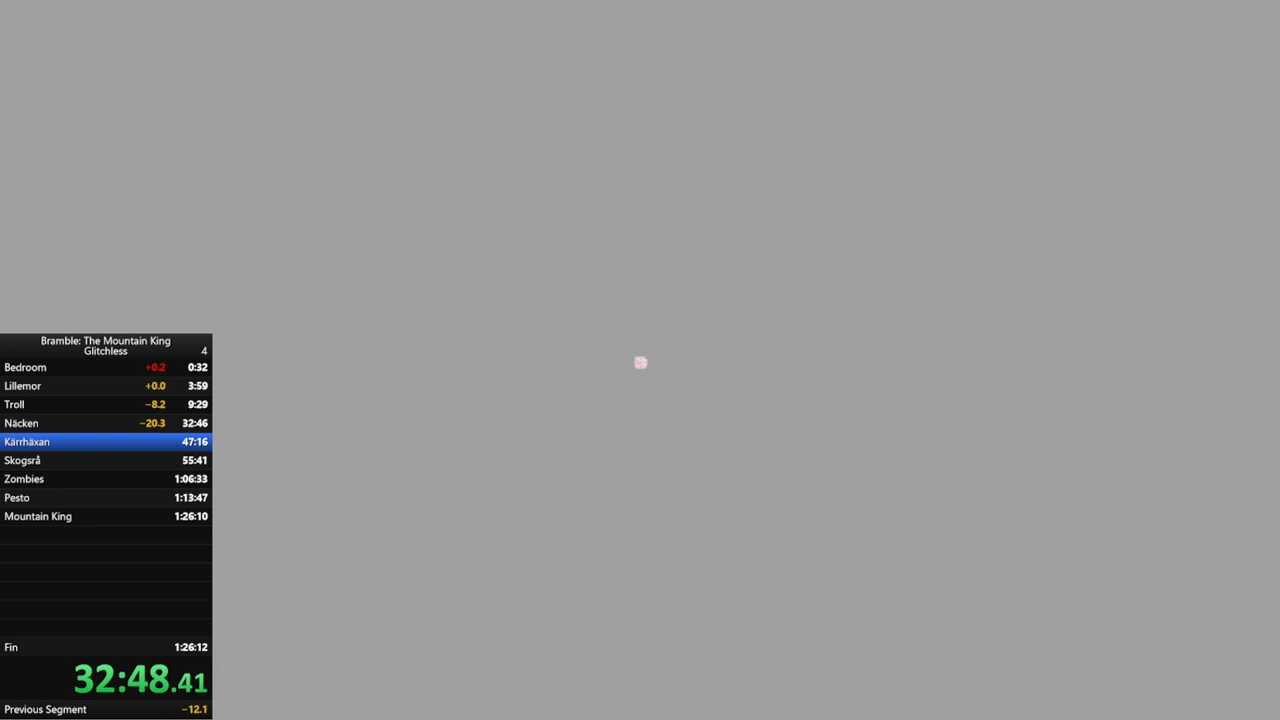 Bramble: The Mountain King
Glitchless 4
Bedroom +0.2 0:32
Lillemor +0.0 3:59
Troll −8.2 9:29
Näcken −20.3 32:46
Kärrhäxan 47:16
Skogsrå 55:41
Zombies 1:06:33
Pesto 1:13:47
Mountain King 1:26:10
Fin 1:26:12
32:48.41
Previous Segment −12.1